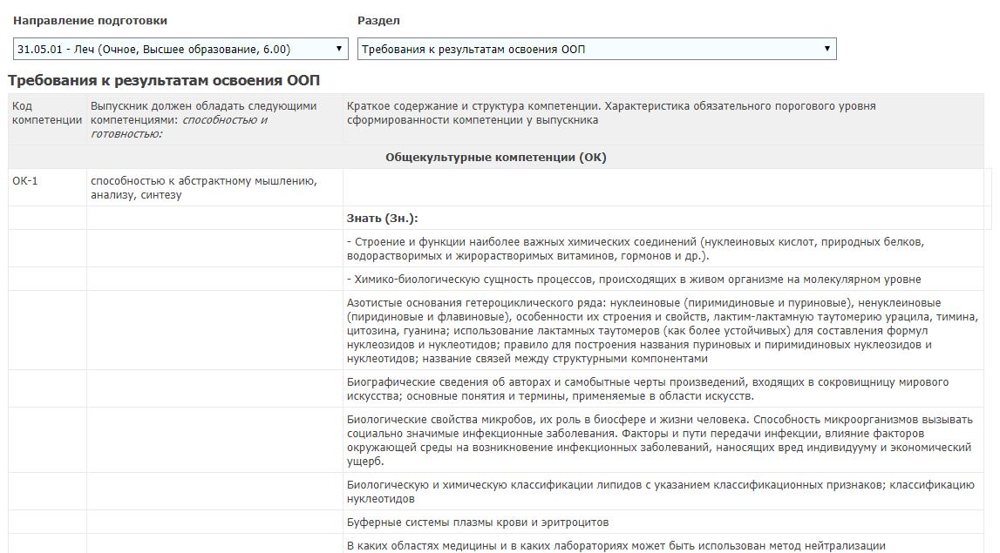 Направление подготовки
Раздел
31.05.01 - Леч (Очное, Высшее образование, 6.00)
Требования к результатам освоения ООП
Требования к результатам освоения ООП
Код
компетенции
Выпускник должен обладать следующими
компетенциями: способностью и
готовностью:
Краткое содержание и структура компетенции. Характеристика обязательного порогового уровня
сформированности компетенции у выпускника
Общекультурные компетенции (ОК)
ОК-1
способностью к абстрактному мышлению,
анализу, синтезу
Знать (Зн.):
- Строение и функции наиболее важных химических соединений (нуклеиновых кислот, природных белков,
водорастворимых и жирорастворимых витаминов, гормонов и др.).
- Химико-биологическую сущность процессов, происходящих в живом организме на молекулярном уровне
Азотистые основания гетероциклического ряда: нуклеиновые (пиримидиновые и пуриновые), ненуклеиновые
(пиридиновые и флавиновые), особенности их строения и свойств, лактим-лактамную таутомерию урацила, тимина,
цитозина, гуанина; использование лактамных таутомеров (как более устойчивых) для составления формул
нуклеозидов и нуклеотидов; правило для построения названия пуриновых и пиримидиновых нуклеозидов и
нуклеотидов; название связей между структурными компонентами
Биографические сведения об авторах и самобытные черты произведений, входящих в сокровищницу мирового
искусства; основные понятия и термины, применяемые в области искусств.
Биологические свойства микробов, их роль в биосфере и жизни человека. Способность микроорганизмов вызывать
социально значимые инфекционные заболевания. Факторы и пути передачи инфекции, влияние факторов
окружающей среды на возникновение инфекционных заболеваний, наносящих вред индивидууму и экономический
ущерб.
Биологическую и химическую классификации липидов с указанием классификационных признаков; классификацию
нуклеотидов
Буферные системы плазмы крови и эритроцитов
В каких областях медицины и в каких лабораториях может быть использован метод нейтрализации